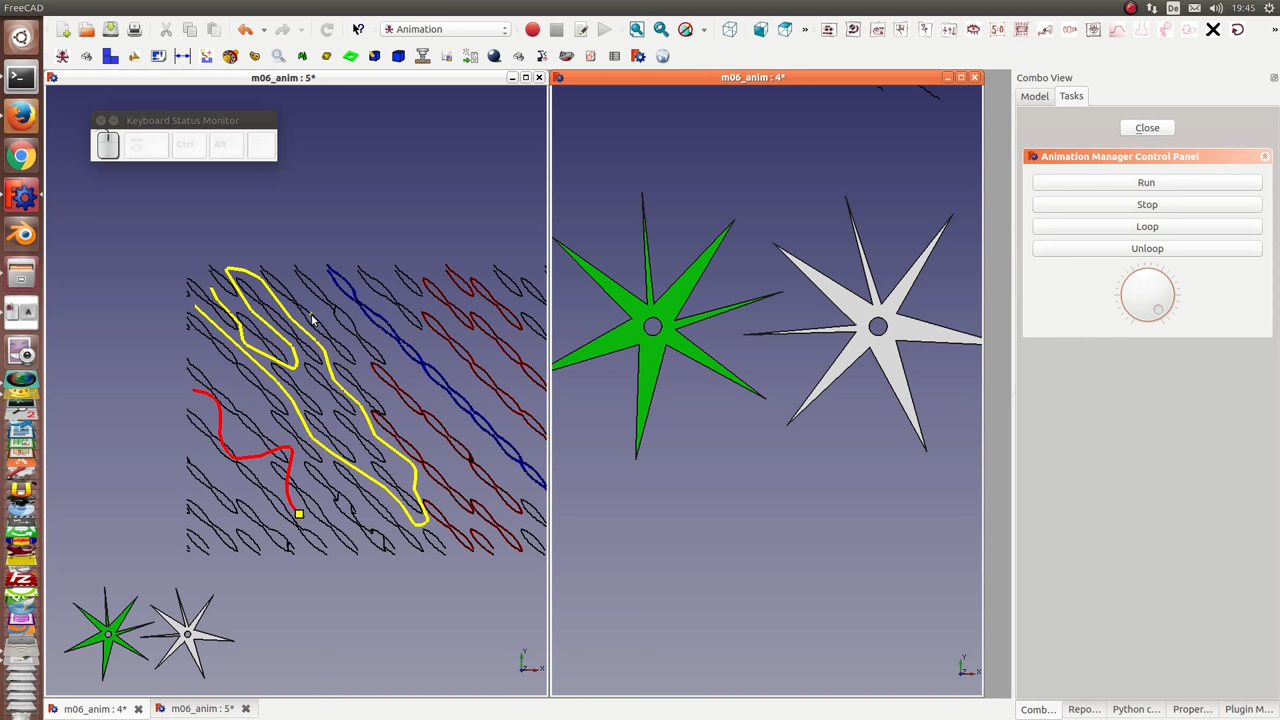 FreeCAD
De
19:45
Animation
m06_anim : 5*
m06_anim : 4*
Keyboard Status Monitor
Ctrl
Alt
Combo View
Model
Tasks
Close
Animation Manager Control Panel
Run
Stop
Loop
Unloop
Y
X
Z
Y
X
Z
m06_anim : 4*
m06_anim : 5*
Comb...
Repo...
Python c...
Proper...
Plugin M...